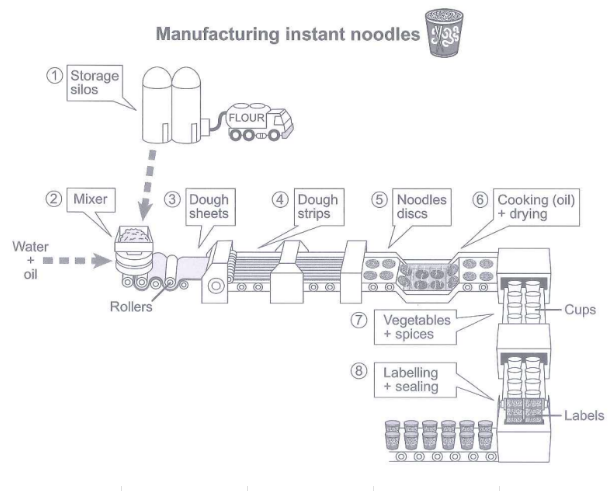 Manufacturing instant noodles
1 Storage
silos
FLOUR
2 Mixer
3 Dough
sheets
4 Dough
strips
5 Noodles
discs
6 Cooking (oil)
+ drying
Water
+
oil
Rollers
Cups
7 Vegetables
+ spices
8 Labelling
+ sealing
Labels